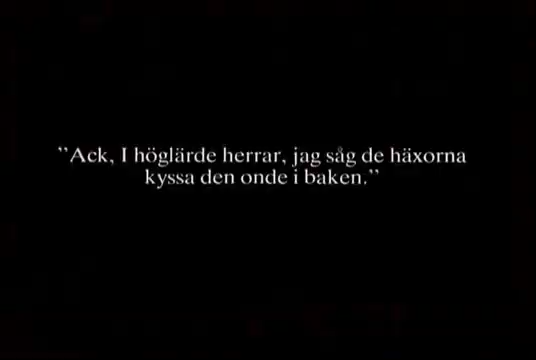 ”Ack, I höglärde herrar, jag såg de häxorna
kyssa den onde i baken.”